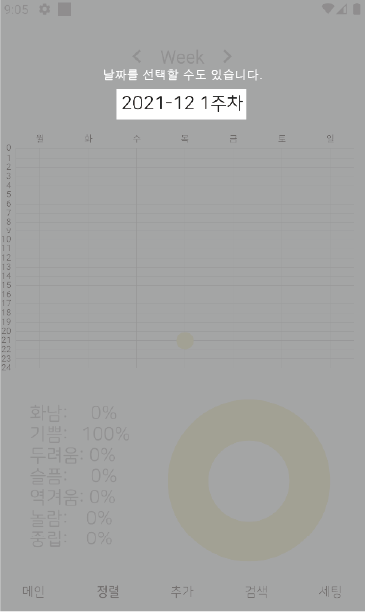 9:05
Week
날짜를 선택할 수도 있습니다.
2021-12 1주차
월 화 수 목 금 토 일
0
1
2
3
4
5
6
7
8
9
10
11
12
13
14
15
16
17
18
19
20
21
22
23
24
화남: 0%
기쁨: 100%
두려움: 0%
슬픔: 0%
역겨움: 0%
놀람: 0%
중립: 0%
메인 정렬 추가 검색 세팅